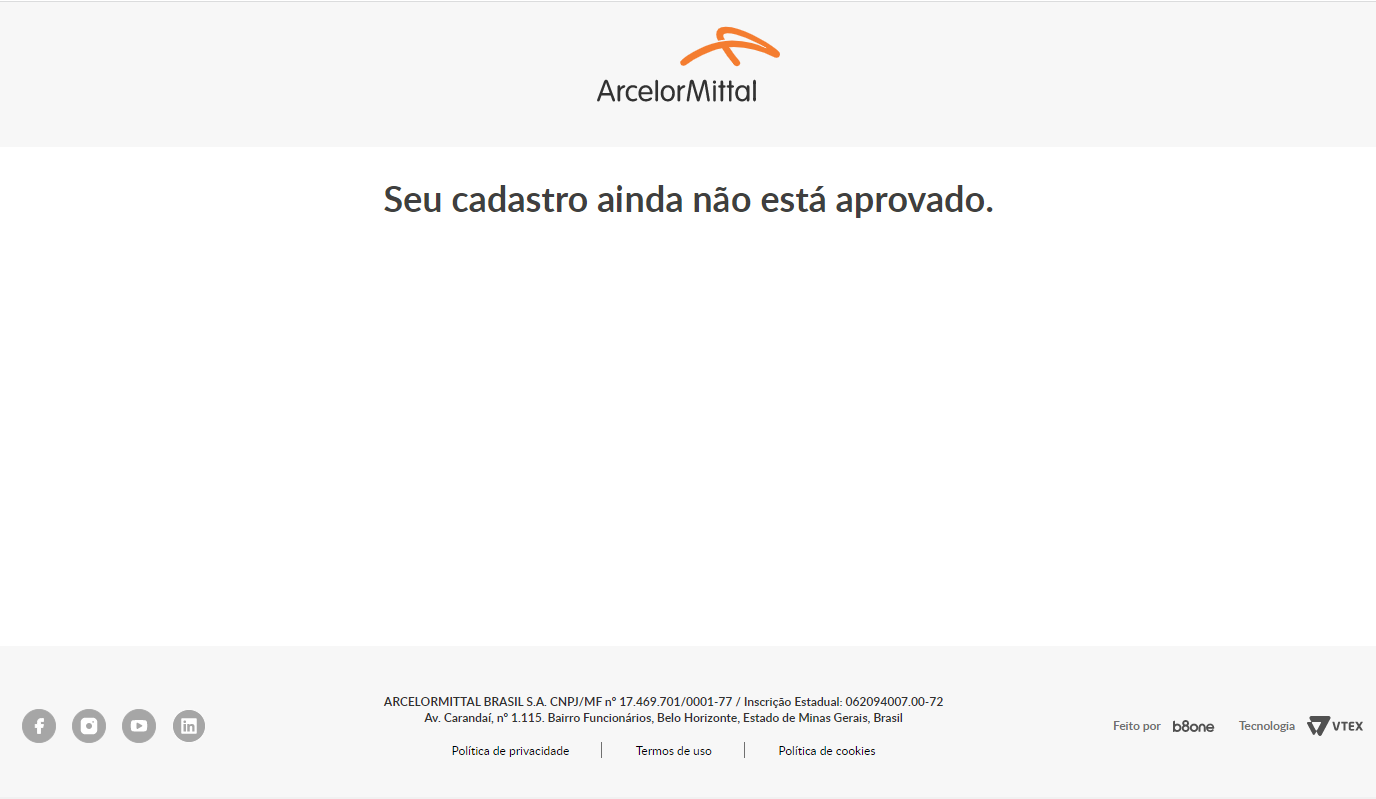 ArcelorMittal
Seu cadastro ainda não está aprovado.
ARCELORMITTAL BRASIL S.A. CNPJ/MF nº 17.469.701/0001-77 / Inscrição Estadual: 062094007.00-72
Av. Carandaí, nº 1.115. Bairro Funcionários, Belo Horizonte, Estado de Minas Gerais, Brasil
Política de privacidade
Termos de uso
Política de cookies
Feito por b8one
Tecnologia VTEX